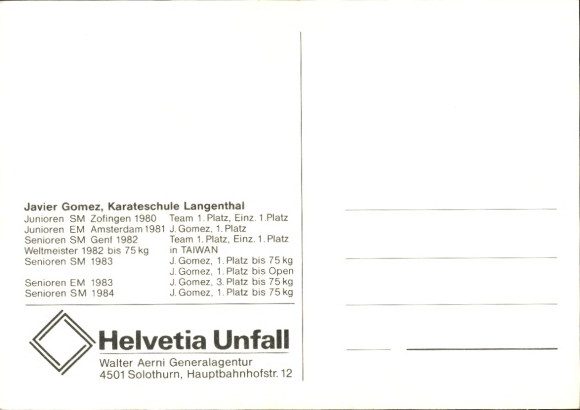 Javier Gomez, Karateschule Langenthal
Junioren SM Zofingen 1980 Team 1. Platz, Einz. 1. Platz
Junioren EM Amsterdam 1981 J. Gomez, 1. Platz
Senioren SM Genf 1982 Team 1. Platz, Einz. 1. Platz
Weltmeister 1982 bis 75 kg in TAIWAN
Senioren SM 1983 J. Gomez, 1. Platz bis 75 kg
J. Gomez, 1. Platz bis Open
Senioren EM 1983 J. Gomez, 3. Platz bis 75 kg
Senioren SM 1984 J. Gomez, 1. Platz bis 75 kg
Helvetia Unfall
Walter Aerni Generalagentur
4501 Solothurn, Hauptbahnhofstr. 12